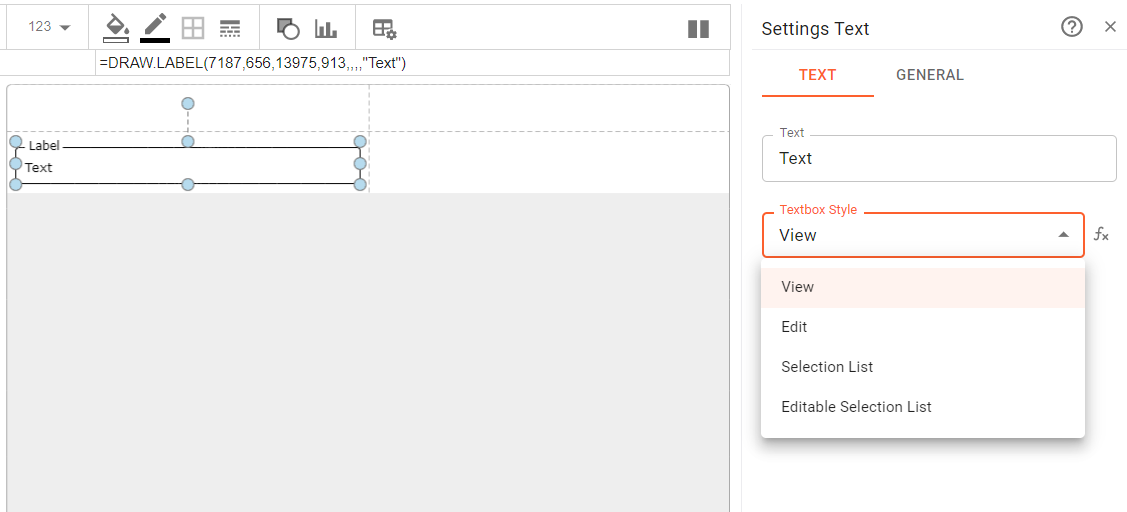 123
=DRAW.LABEL(7187,656,13975,913,,,,"Text")
Label
Text
Settings Text
TEXT GENERAL
Text
Text
Textbox Style
View
fx
View
Edit
Selection List
Editable Selection List